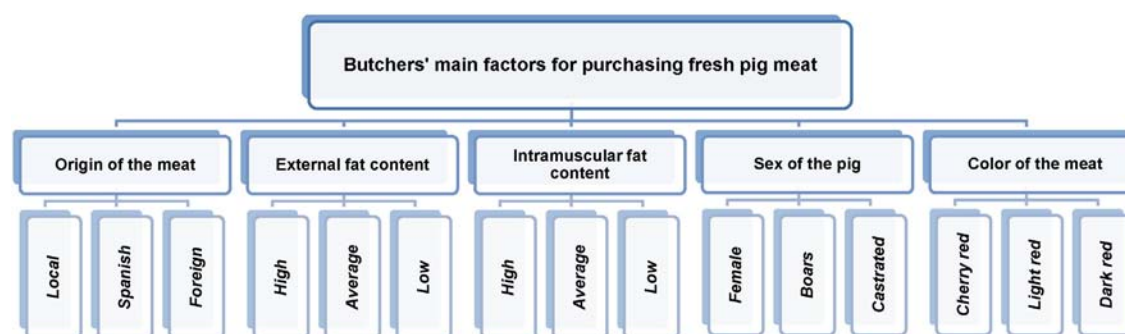 Butchers' main factors for purchasing fresh pig meat
Origin of the meat
External fat content
Intramuscular fat
content
Sex of the pig
Color of the meat
Local
Spanish
Foreign
High
Average
Low
High
Average
Low
Female
Boars
Castrated
Cherry red
Light red
Dark red